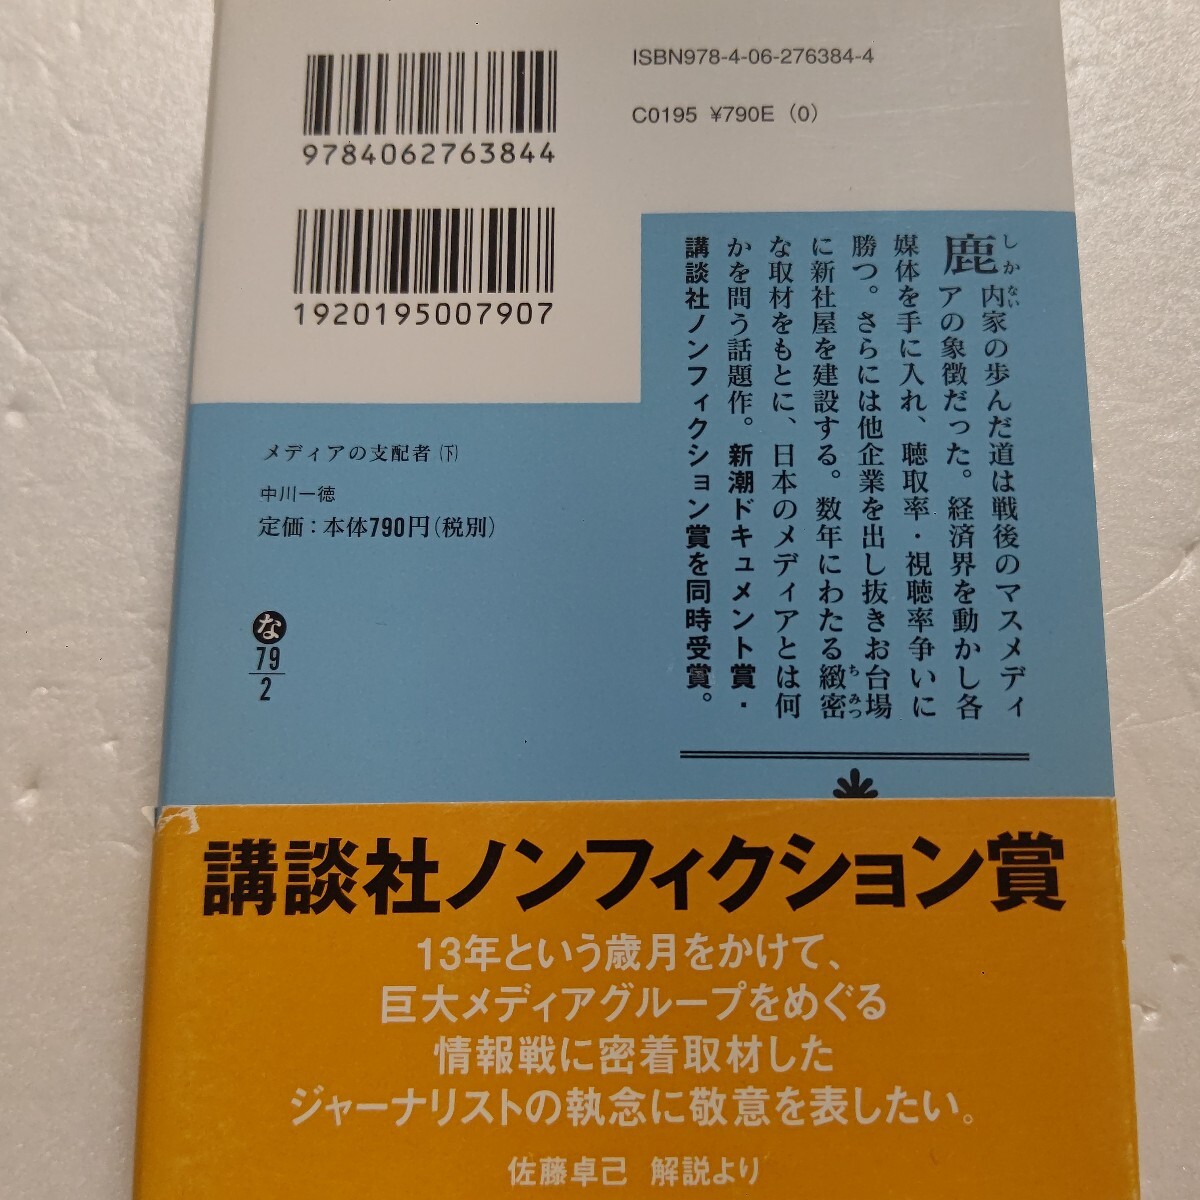 ISBN978-4-06-276384-4
C0195 ¥790E (0)
9784062763844
1920195007907
鹿内家の歩んだ道は戦後のマスメディ
アの象徴だった。経済界を動かし各
媒体を手に入れ、聴取率・視聴率争いに
勝つ。さらには他企業を出し抜きお台場
に新社屋を建設する。数年にわたる緻密
な取材をもとに、日本のメディアとは何
かを問う話題作。新潮ドキュメント賞・
講談社ノンフィクション賞を同時受賞。
しかない
ちみつ
メディアの支配者(下)
中川一徳
定価:本体790円(税別)
な
79
2
講談社ノンフィクション賞
13年という歳月をかけて、
巨大メディアグループをめぐる
情報戦に密着取材した
ジャーナリストの執念に敬意を表したい。
佐藤卓己 解説より